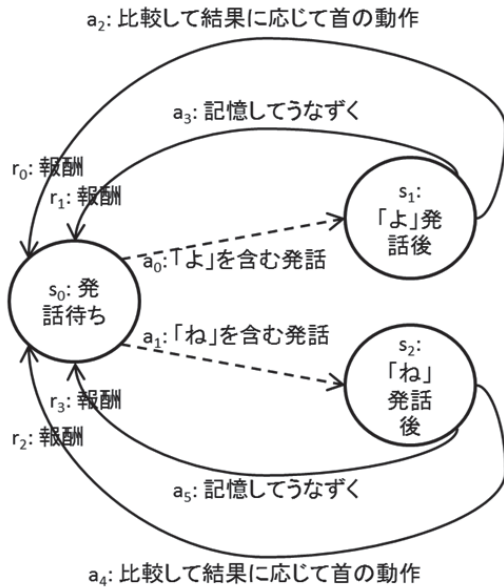 a₂: 比較して結果に応じて首の動作
a₃: 記憶してうなずく
r₀: 報酬
r₁: 報酬
s₁:
「よ」発
話後
a₀:「よ」を含む発話
s₀: 発
話待ち
a₁:「ね」を含む発話
s₂:
「ね」
発話
後
r₃: 報酬
r₂: 報酬
a₅: 記憶してうなずく
a₄: 比較して結果に応じて首の動作